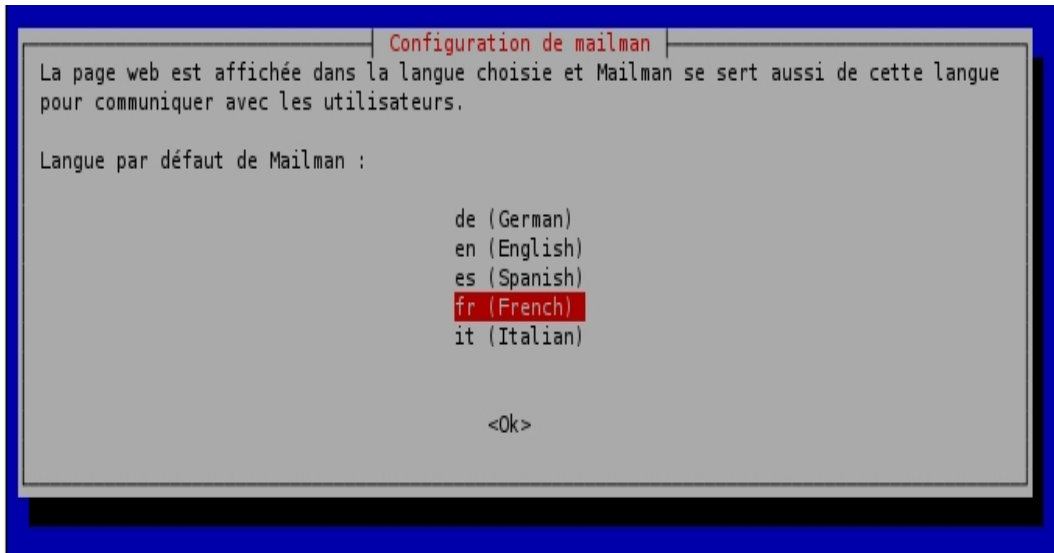 Configuration de mailman
La page web est affichée dans la langue choisie et Mailman se sert aussi de cette langue
pour communiquer avec les utilisateurs.
Langue par défaut de Mailman :
de (German)
en (English)
es (Spanish)
fr (French)
it (Italian)
<Ok>